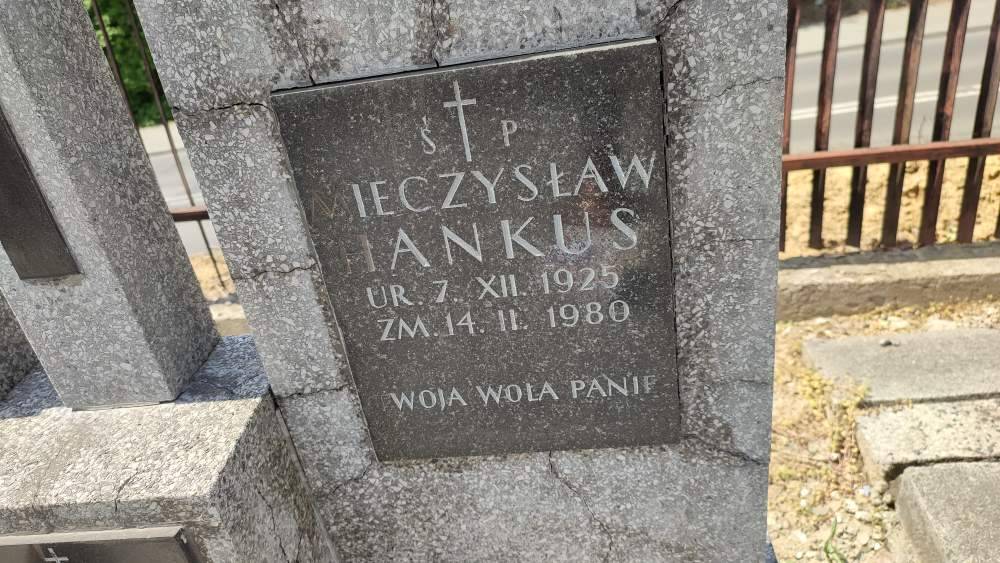 Ś P
MIECZYSŁAW
HANKUS
UR. 7. XII. 1925
ZM. 14. II. 1980
WOJA WOLA PANIE